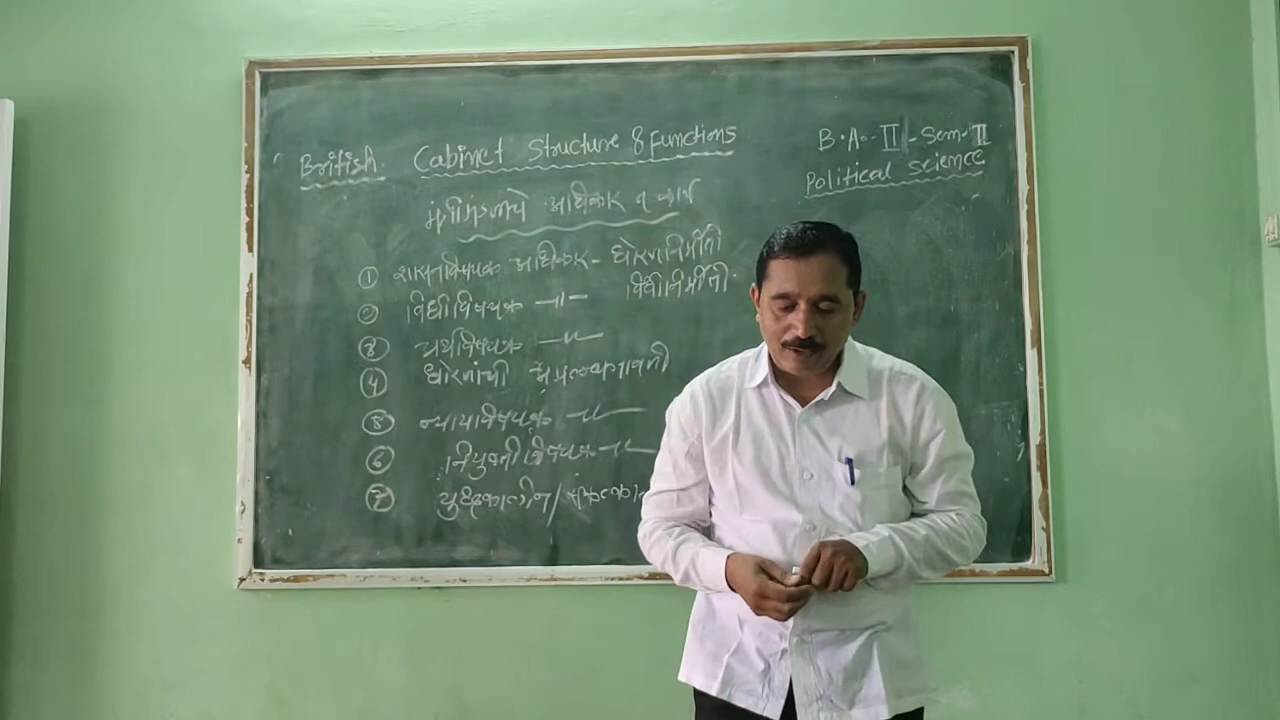 British Cabinet Structure & Functions
B.A.-II-Sem-II
Political Science
मंत्रीमंडळाचे अधिकार व कार्य
① शासनविषयक अधिकार - धोरणनिर्मिती
② विधीविषयक -〃- विधीनिर्मिती
③ अर्थविषयक -〃-
④ धोरणाची अंमलबजावणी
⑤ न्यायविषयक -〃-
⑥ नियुक्तीविषयक -〃-
⑦ युद्धकालीन/